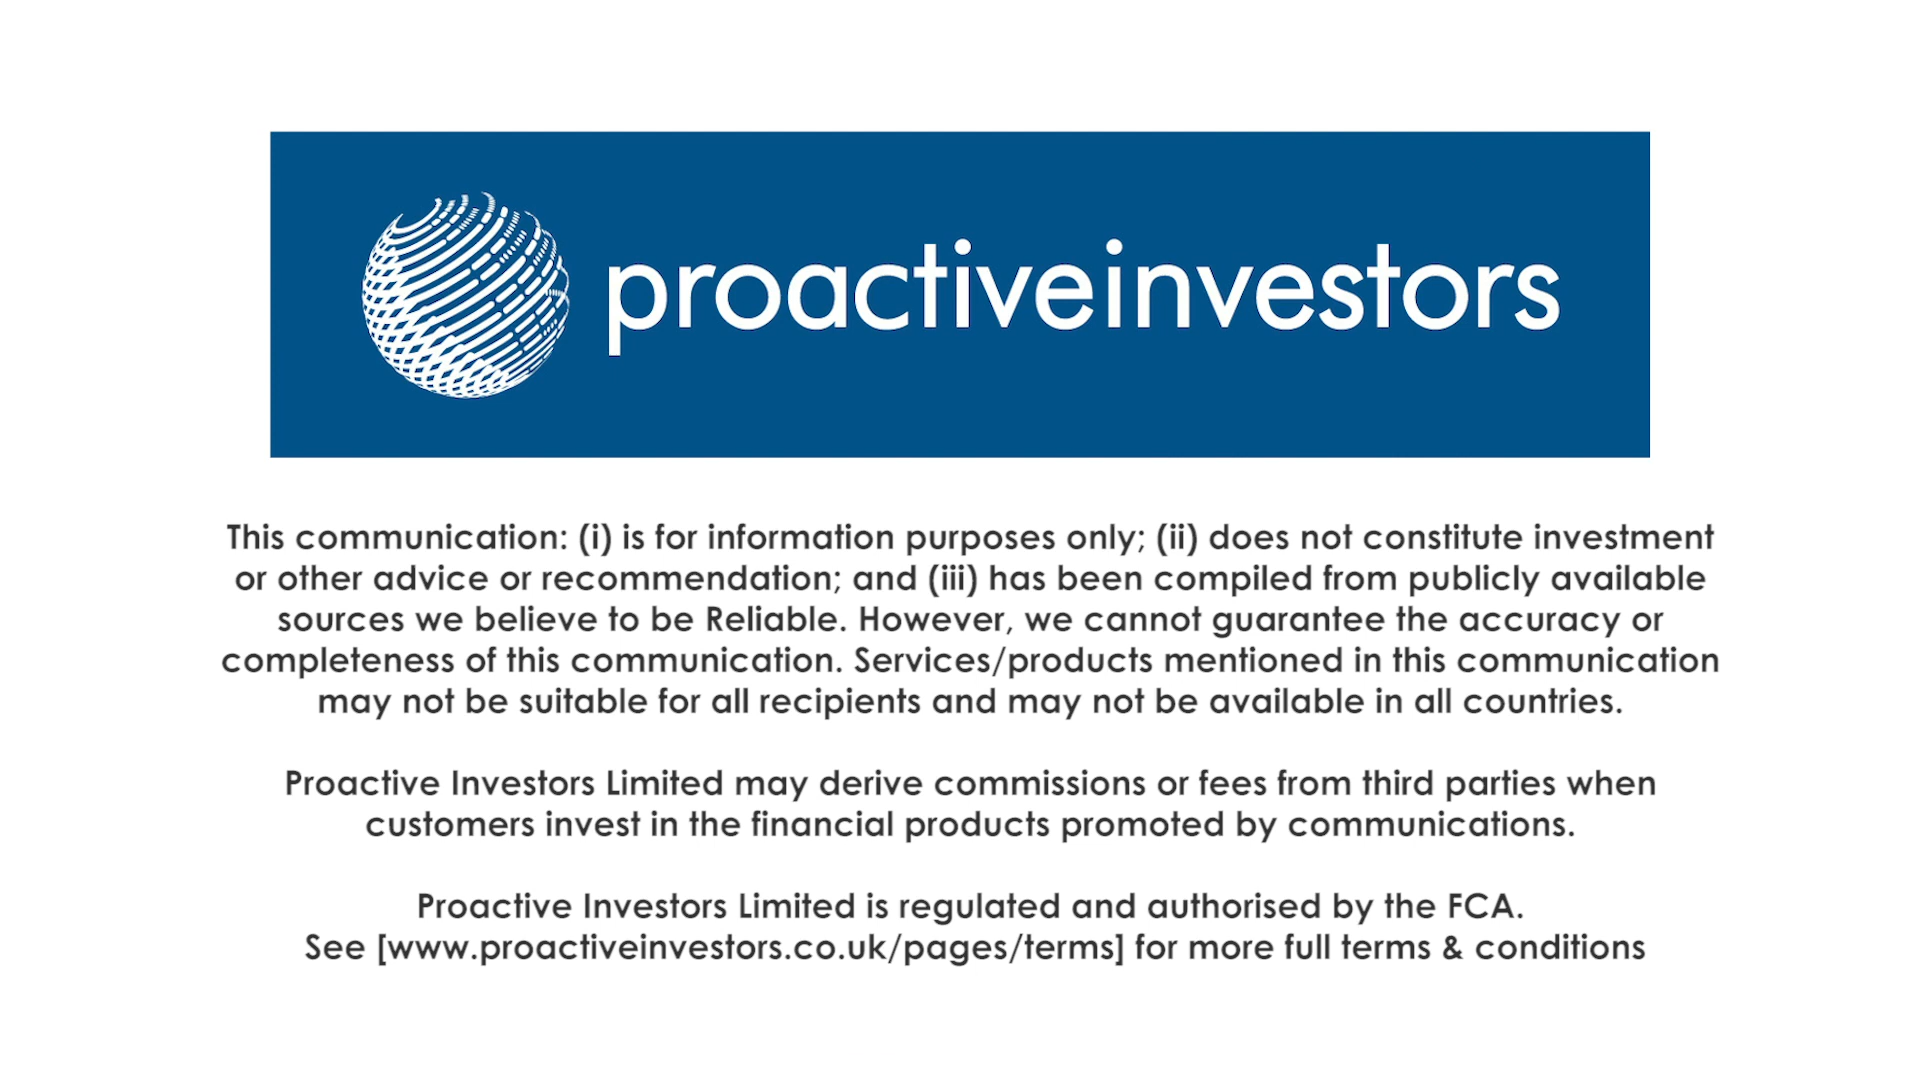 proactiveinvestors
This communication: (i) is for information purposes only; (ii) does not constitute investment
or other advice or recommendation; and (iii) has been compiled from publicly available
sources we believe to be Reliable. However, we cannot guarantee the accuracy or
completeness of this communication. Services/products mentioned in this communication
may not be suitable for all recipients and may not be available in all countries.
Proactive Investors Limited may derive commissions or fees from third parties when
customers invest in the financial products promoted by communications.
Proactive Investors Limited is regulated and authorised by the FCA.
See [www.proactiveinvestors.co.uk/pages/terms] for more full terms & conditions